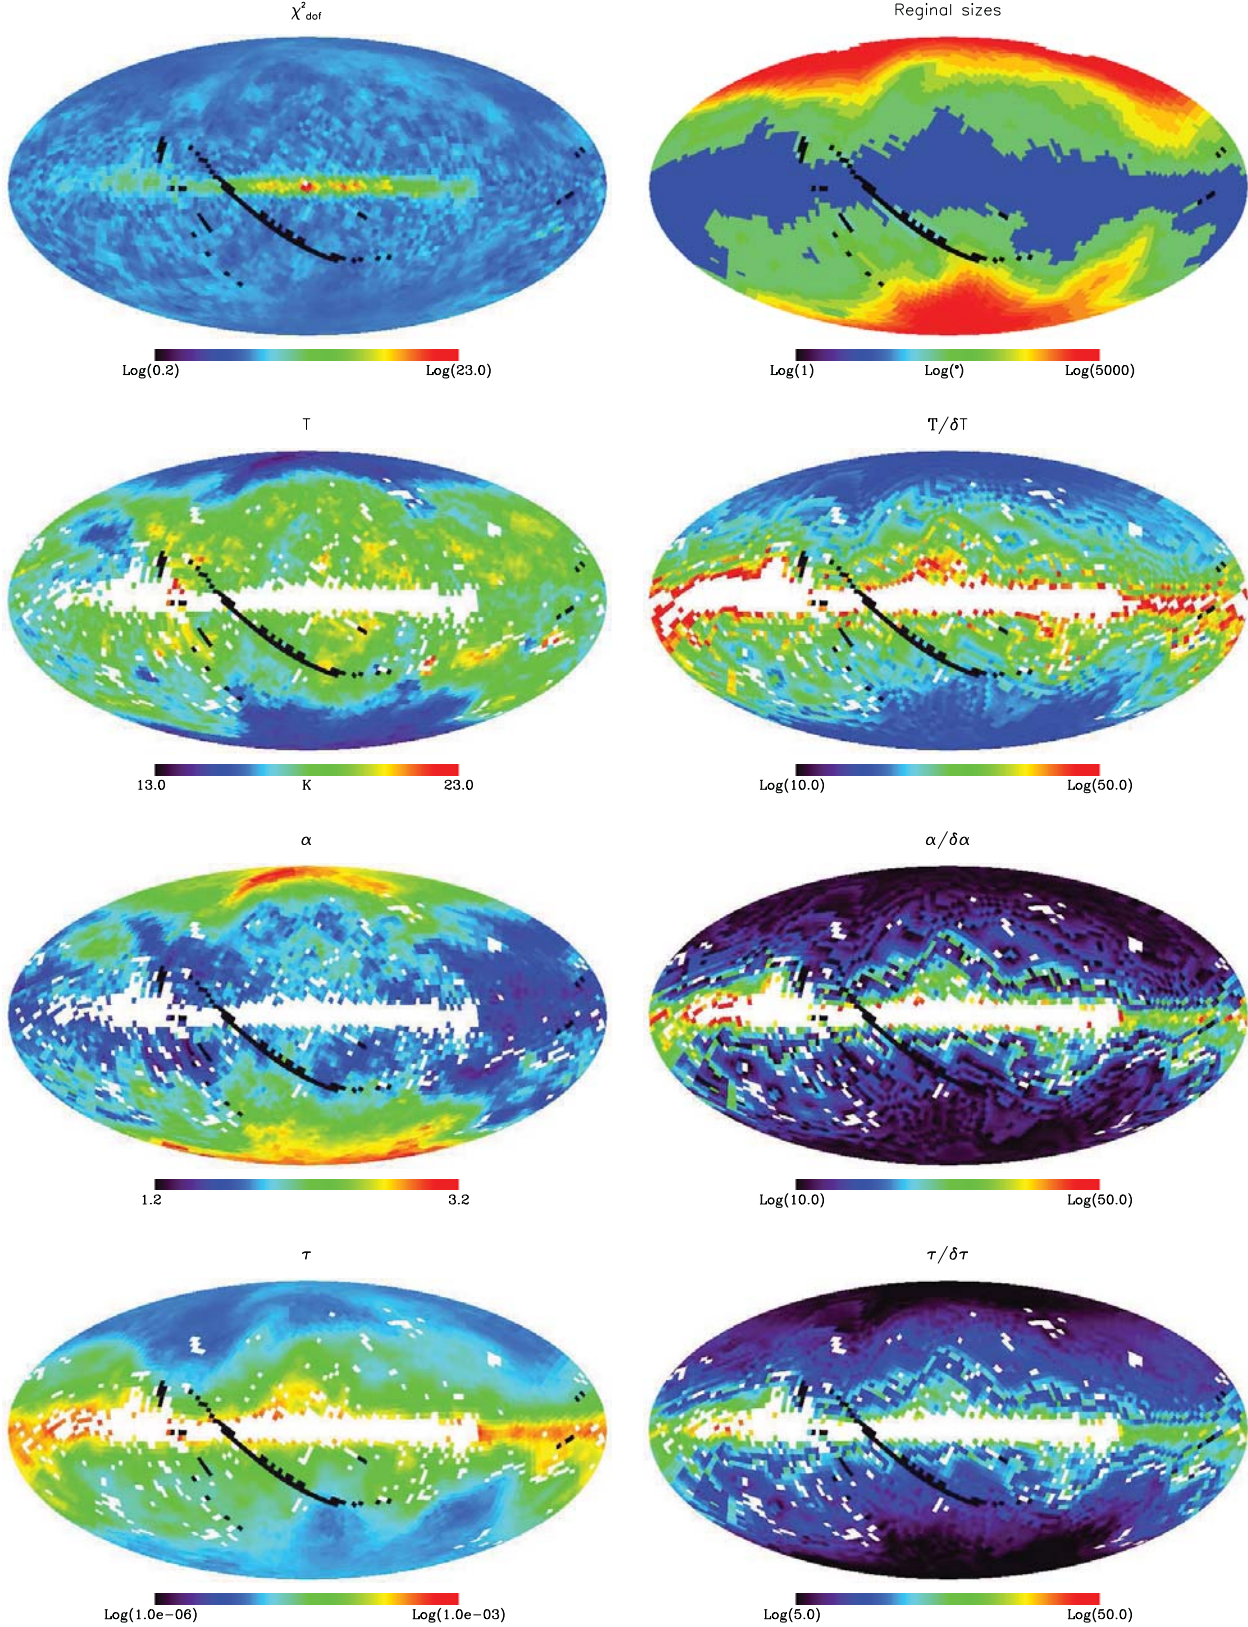 χ²dof
Reginal sizes
Log(0.2) Log(23.0)
Log(1) Log(°) Log(5000)
T
T/δT
13.0 K 23.0
Log(10.0) Log(50.0)
α
α/δα
1.2 3.2
Log(10.0) Log(50.0)
τ
τ/δτ
Log(1.0e-06) Log(1.0e-03)
Log(5.0) Log(50.0)